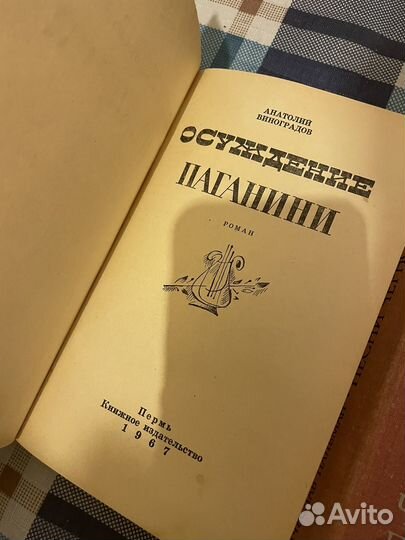 АНАТОЛИЙ
ВИНОГРАДОВ
ОСУЖДЕНИЕ
ПАГАНИНИ
РОМАН
Пермь
Книжное издательство
1967
Avito